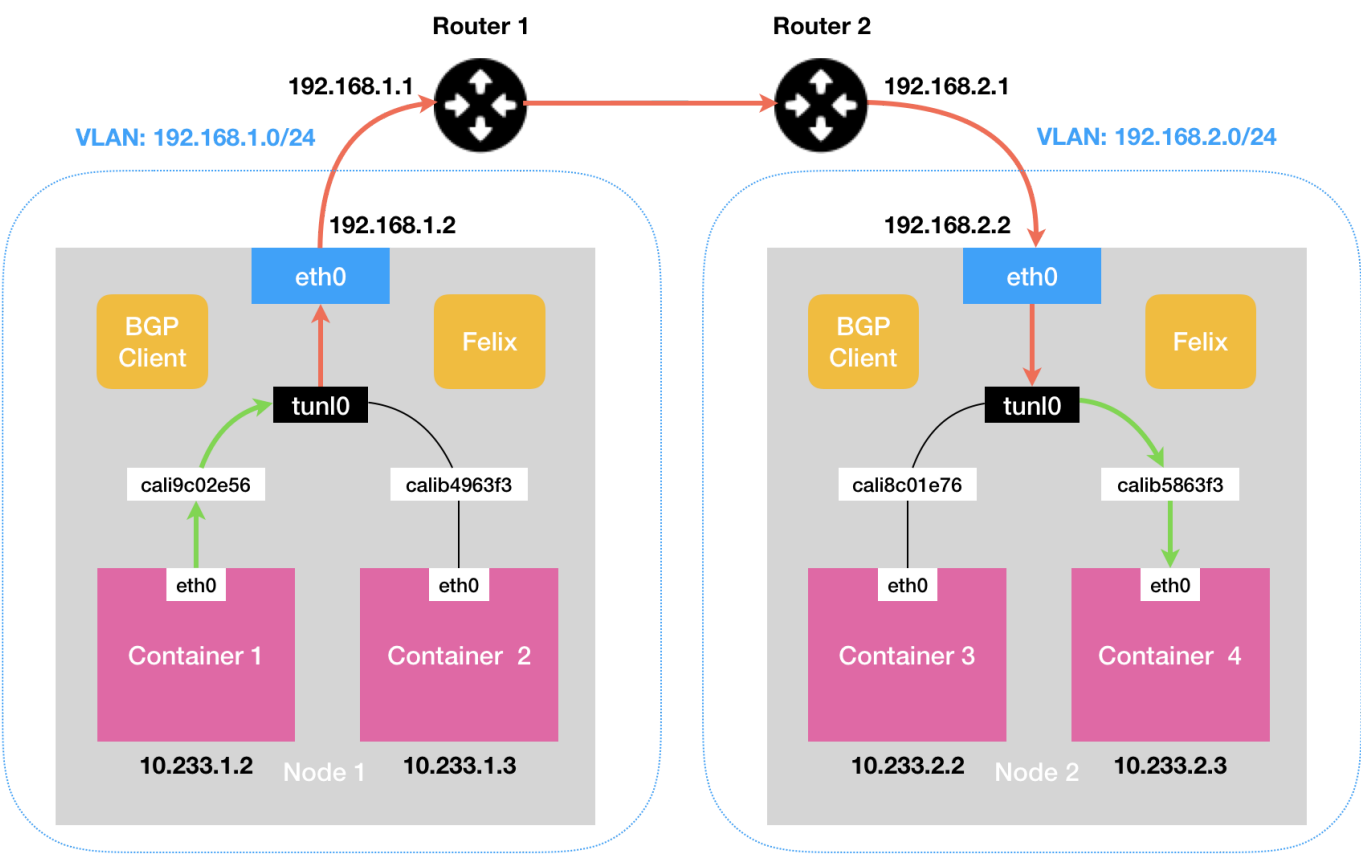 Router 1
Router 2
192.168.1.1
192.168.2.1
VLAN: 192.168.1.0/24
VLAN: 192.168.2.0/24
192.168.1.2
192.168.2.2
eth0
eth0
BGP
Client
Felix
BGP
Client
Felix
tunl0
tunl0
cali9c02e56
calib4963f3
cali8c01e76
calib5863f3
eth0
eth0
eth0
eth0
Container 1
Container 2
Container 3
Container 4
10.233.1.2
Node 1
10.233.1.3
10.233.2.2
Node 2
10.233.2.3